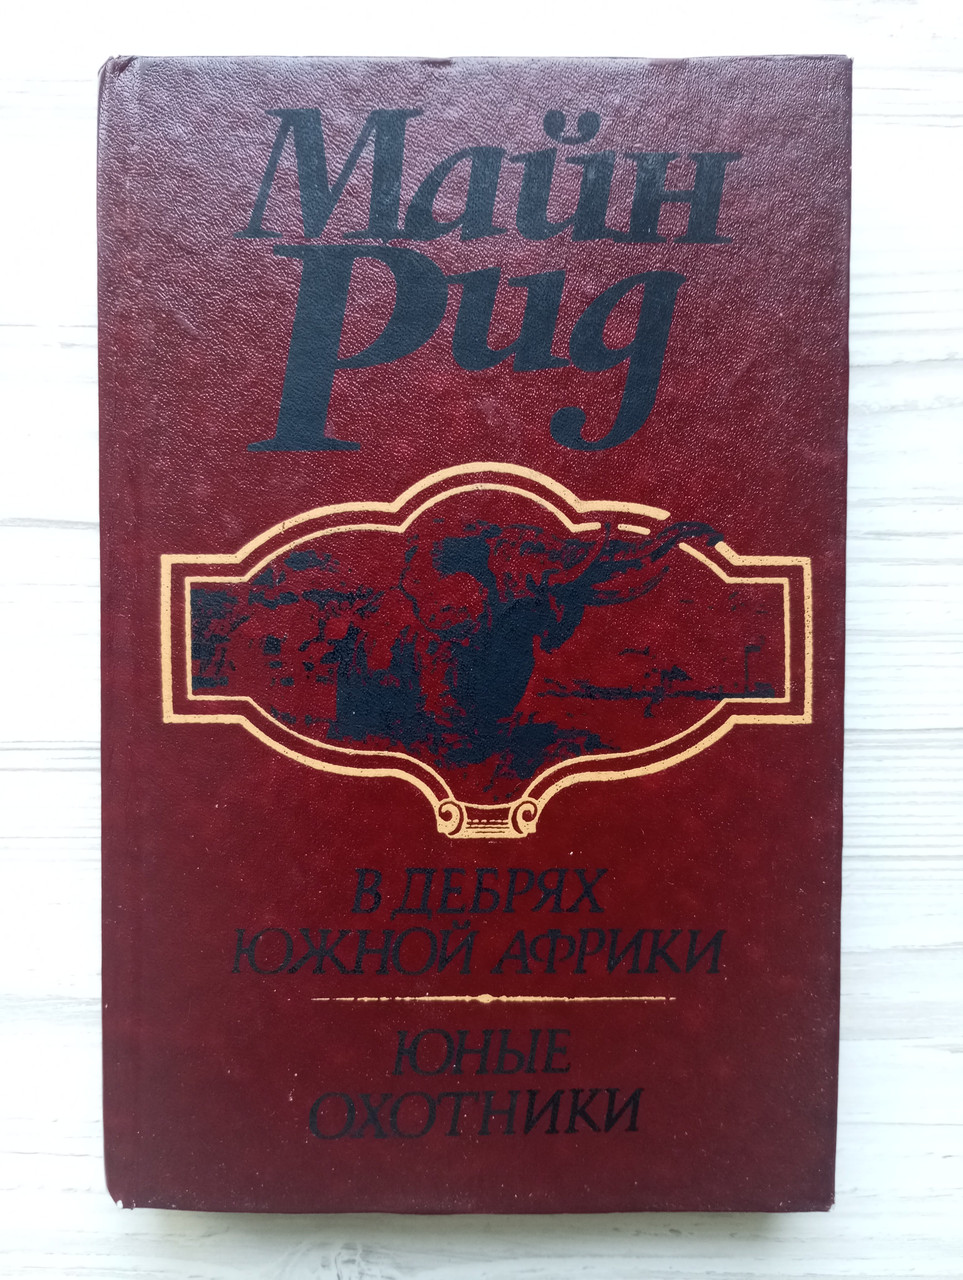 Майн
Рид
В ДЕБРЯХ
ЮЖНОЙ АФРИКИ
ЮНЫЕ
ОХОТНИКИ